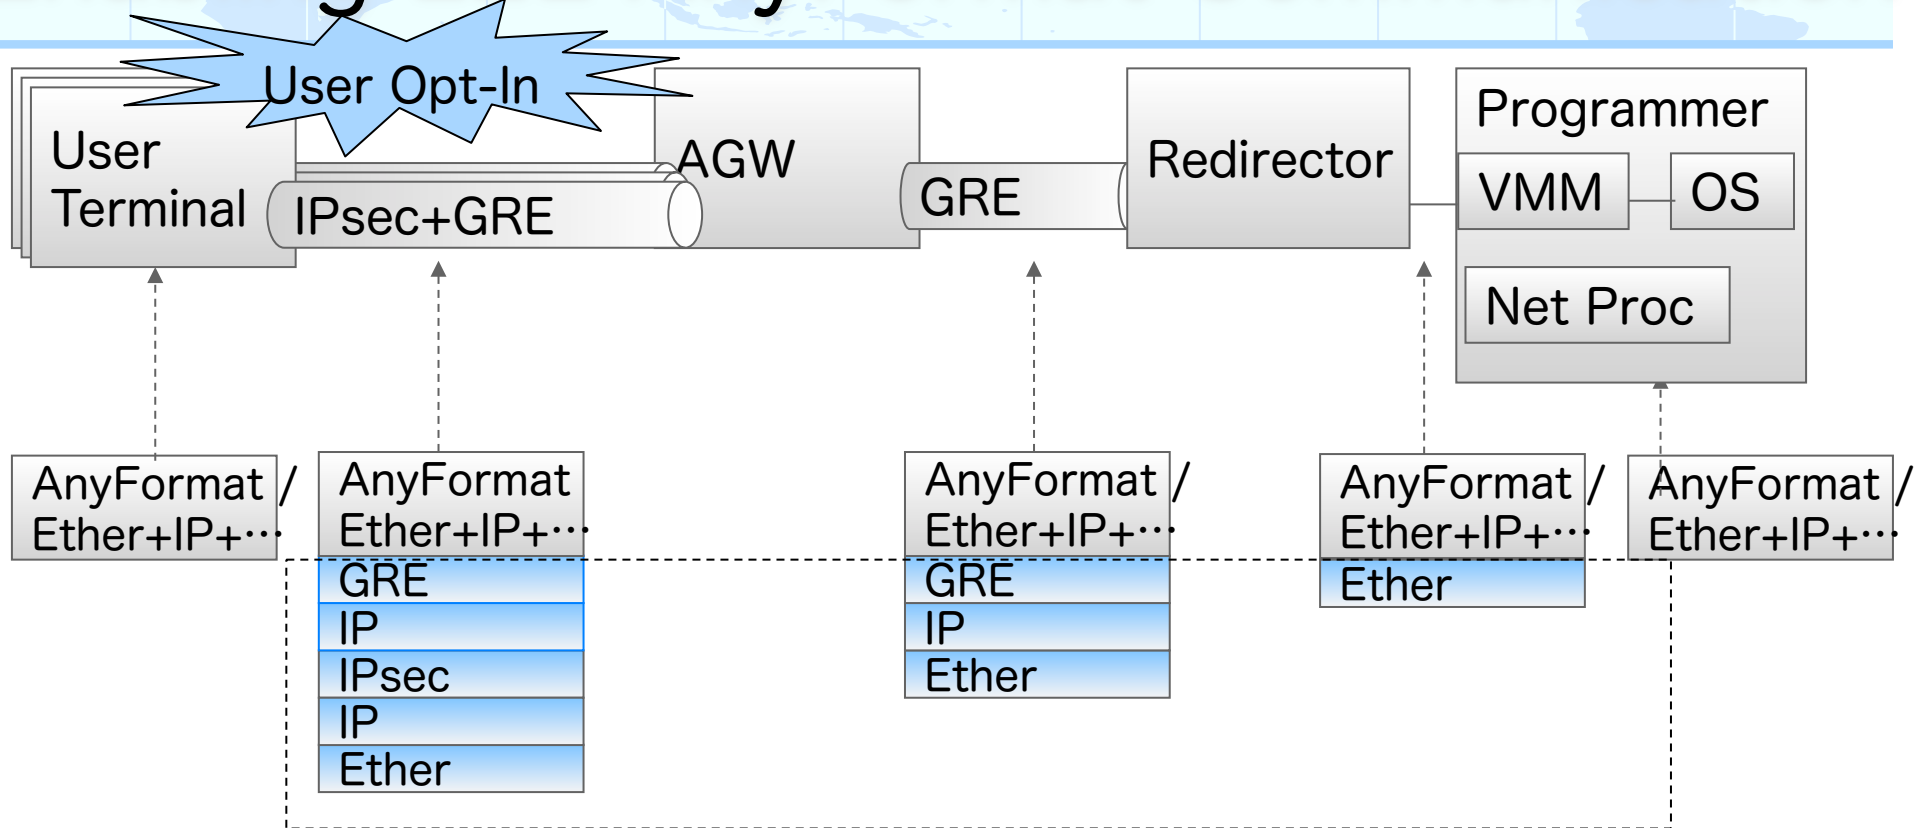 User Opt-In
User
Terminal
IPsec+GRE
AGW
GRE
Redirector
Programmer
VMM
OS
Net Proc
AnyFormat /
Ether+IP+…
AnyFormat
Ether+IP+…
GRE
IP
IPsec
IP
Ether
AnyFormat /
Ether+IP+…
GRE
IP
Ether
AnyFormat /
Ether+IP+…
Ether
AnyFormat /
Ether+IP+…